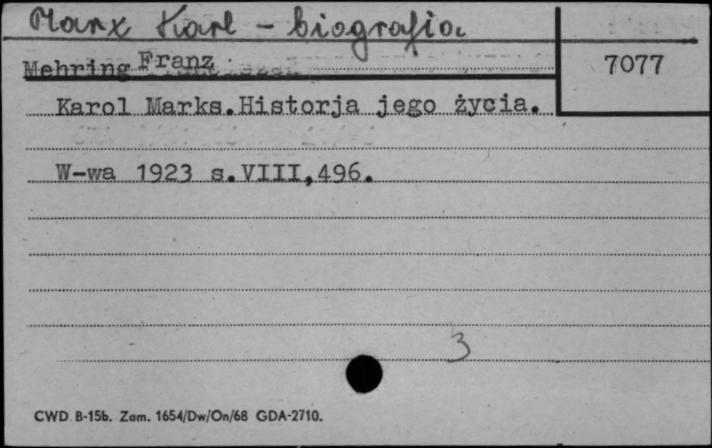 Marx Karl - biografia
7077
Mehring Franz
Karol Marks.Historja jego życia.
W-wa 1923 s.VIII,496.
3
CWD B-15b. Zam. 1654/Dw/On/68 GDA-2710.